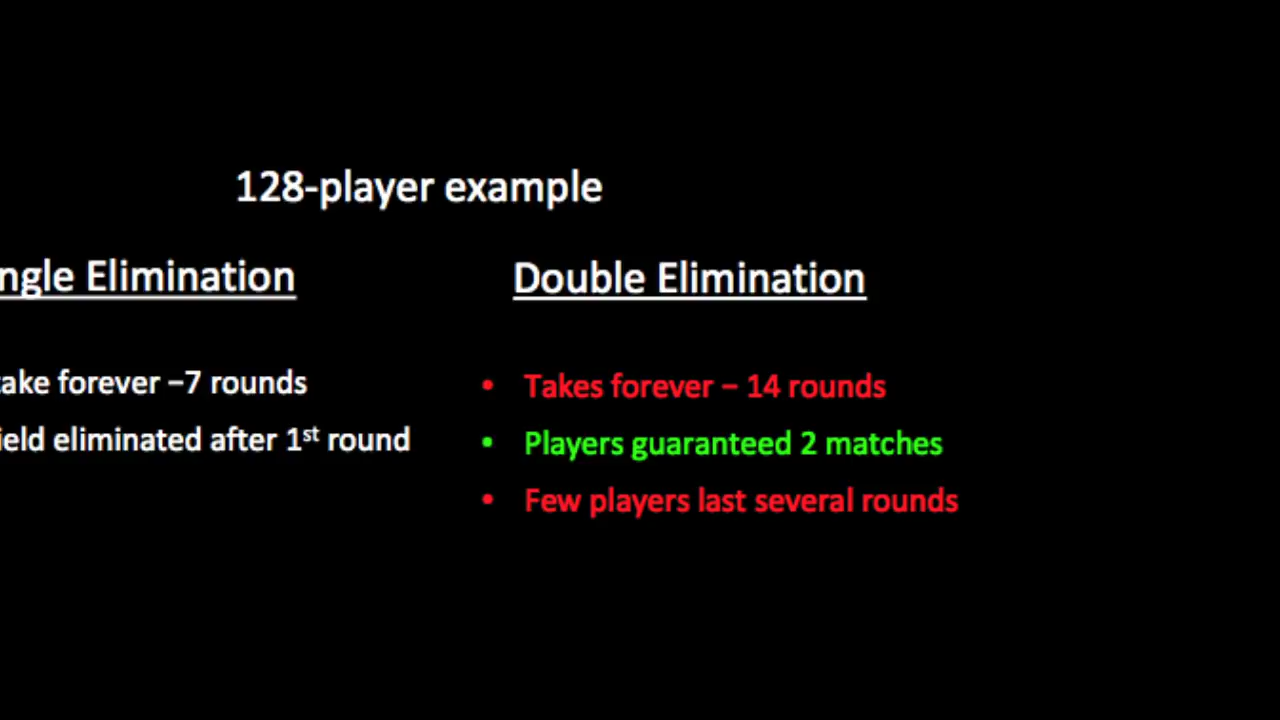 128-player example
ngle Elimination
Double Elimination
take forever –7 rounds
ield eliminated after 1st round
• Takes forever – 14 rounds
• Players guaranteed 2 matches
• Few players last several rounds